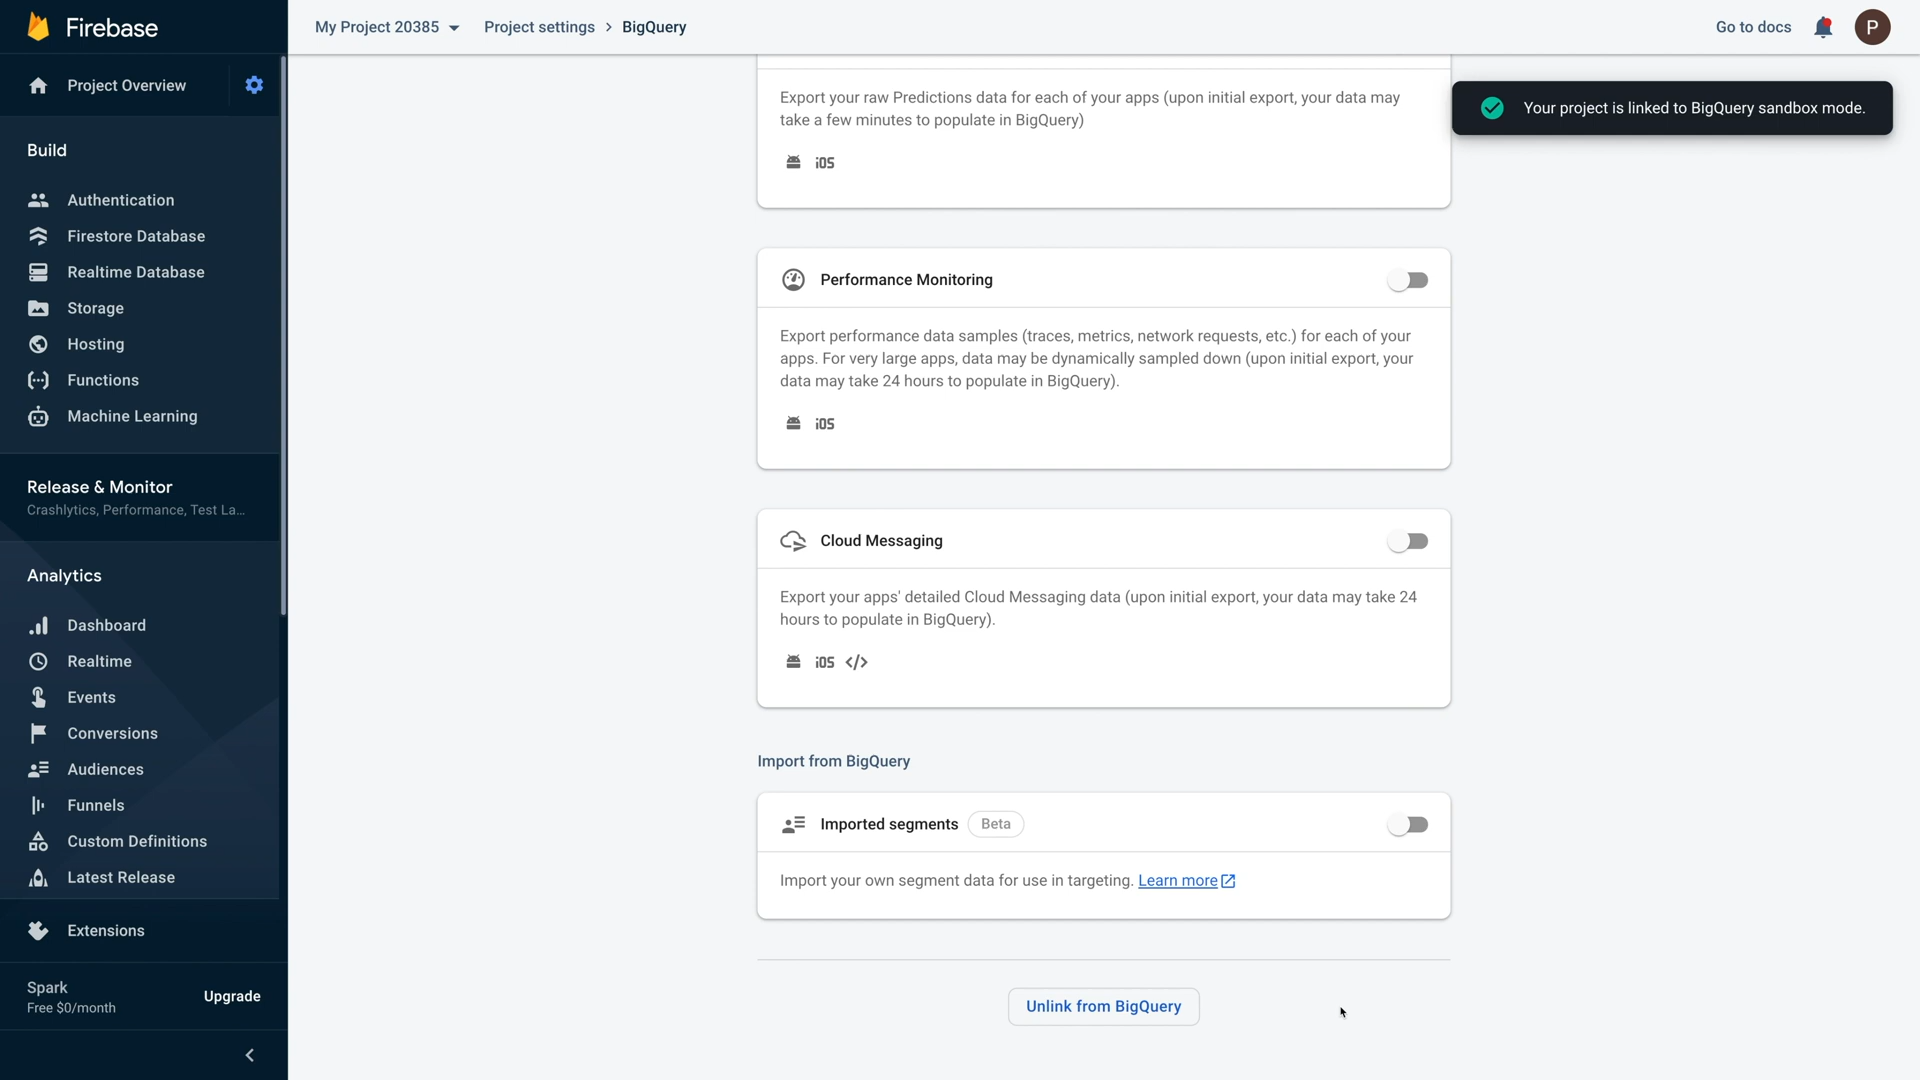 Firebase
My Project 20385
Project settings > BigQuery
Go to docs
P
Project Overview
Build
Authentication
Firestore Database
Realtime Database
Storage
Hosting
Functions
Machine Learning
Release & Monitor
Crashlytics, Performance, Test La...
Analytics
Dashboard
Realtime
Events
Conversions
Audiences
Funnels
Custom Definitions
Latest Release
Extensions
Spark
Free $0/month
Upgrade
Export your raw Predictions data for each of your apps (upon initial export, your data may
take a few minutes to populate in BigQuery)
iOS
Your project is linked to BigQuery sandbox mode.
Performance Monitoring
Export performance data samples (traces, metrics, network requests, etc.) for each of your
apps. For very large apps, data may be dynamically sampled down (upon initial export, your
data may take 24 hours to populate in BigQuery).
iOS
Cloud Messaging
Export your apps' detailed Cloud Messaging data (upon initial export, your data may take 24
hours to populate in BigQuery).
iOS </>
Import from BigQuery
Imported segments Beta
Import your own segment data for use in targeting. Learn more
Unlink from BigQuery